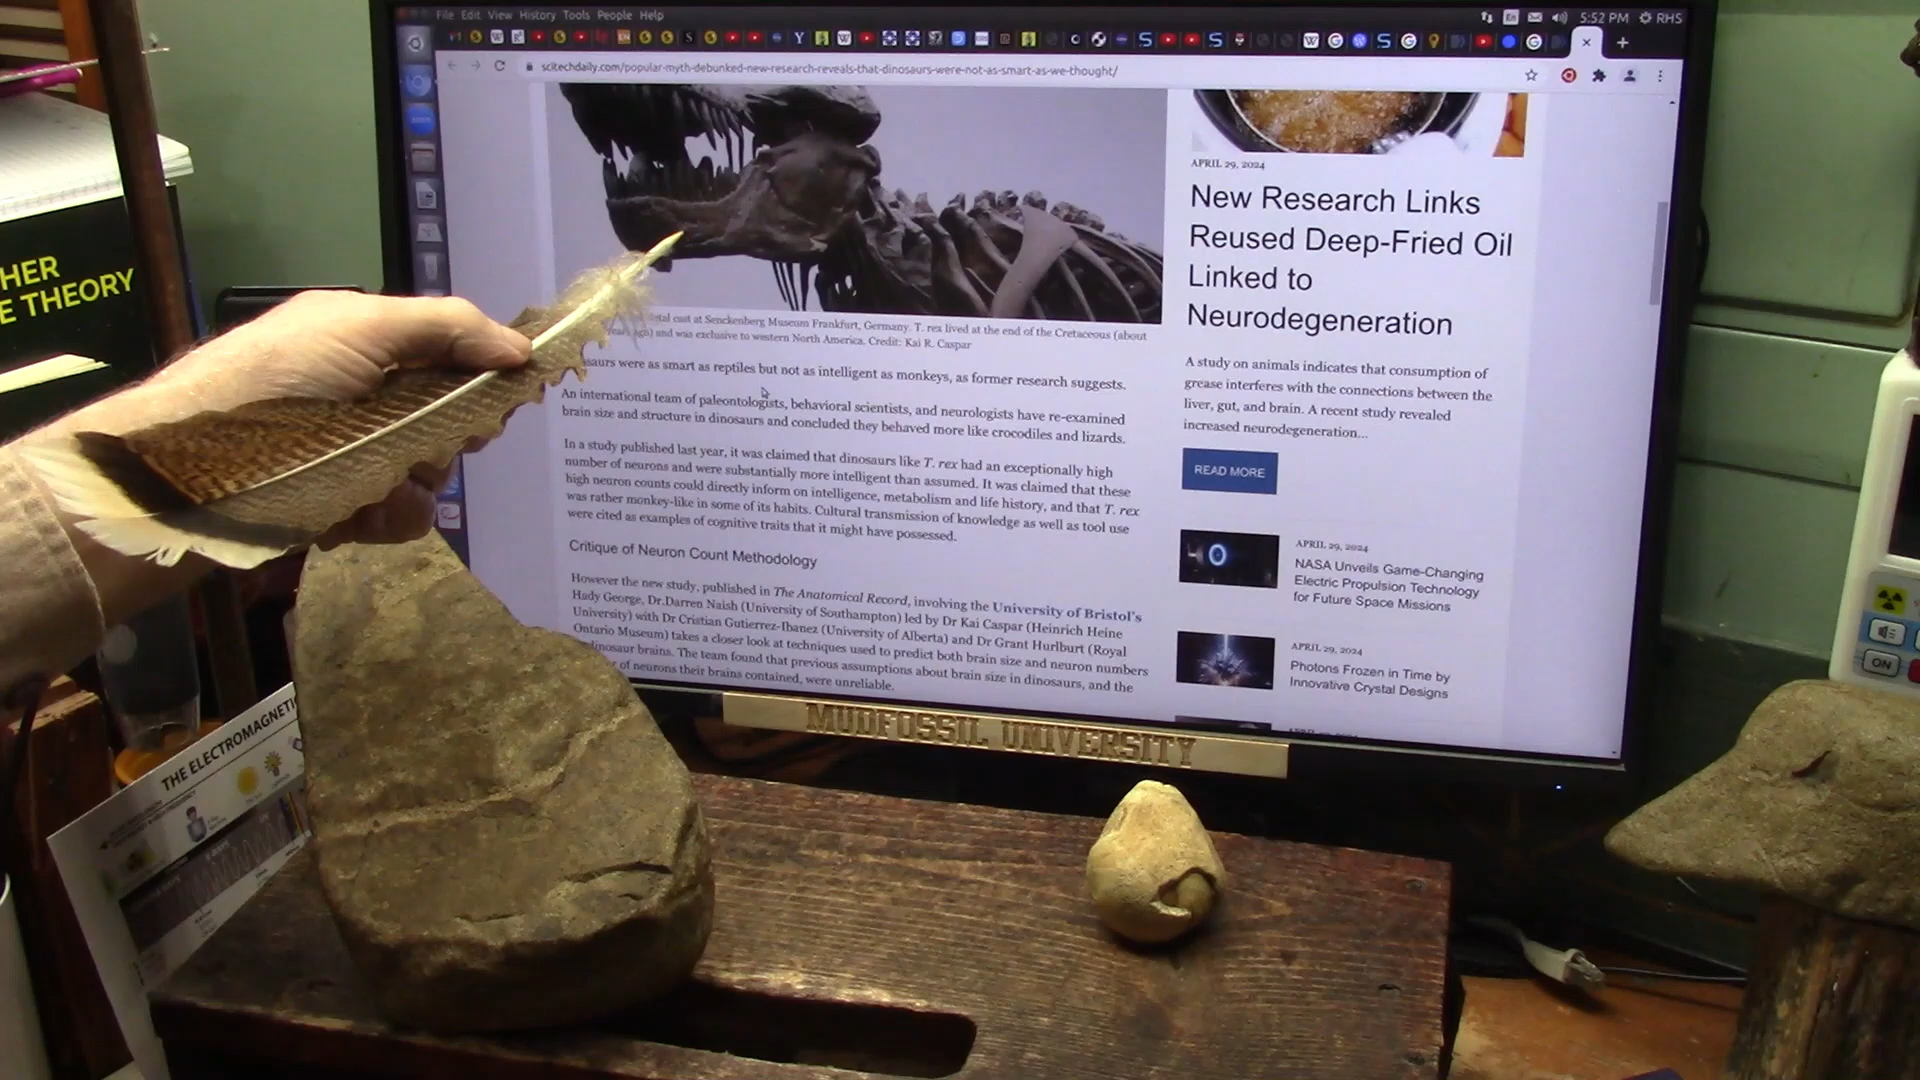 File Edit View History Tools People Help
En
5:52 PM
RHS
scitechdaily.com/popular-myth-debunked-new-research-reveals-that-dinosaurs-were-not-as-smart-as-we-thought/
cast at Senckenberg Museum Frankfurt, Germany. T. rex lived at the end of the Cretaceous (about
and was exclusive to western North America. Credit: Kai R. Caspar
were as smart as reptiles but not as intelligent as monkeys, as former research suggests.
An international team of paleontologists, behavioral scientists, and neurologists have re-examined
brain size and structure in dinosaurs and concluded they behaved more like crocodiles and lizards.
In a study published last year, it was claimed that dinosaurs like T. rex had an exceptionally high
number of neurons and were substantially more intelligent than assumed. It was claimed that these
high neuron counts could directly inform on intelligence, metabolism and life history, and that T. rex
was rather monkey-like in some of its habits. Cultural transmission of knowledge as well as tool use
were cited as examples of cognitive traits that it might have possessed.
Critique of Neuron Count Methodology
However the new study, published in The Anatomical Record, involving the University of Bristol's
Hady George, Dr.Darren Naish (University of Southampton) led by Dr Kai Caspar (Heinrich Heine
University) with Dr Cristian Gutierrez-Ibanez (University of Alberta) and Dr Grant Hurlburt (Royal
Ontario Museum) takes a closer look at techniques used to predict both brain size and neuron numbers
dinosaur brains. The team found that previous assumptions about brain size in dinosaurs, and the
of neurons their brains contained, were unreliable.
APRIL 29, 2024
New Research Links
Reused Deep-Fried Oil
Linked to
Neurodegeneration
A study on animals indicates that consumption of
grease interferes with the connections between the
liver, gut, and brain. A recent study revealed
increased neurodegeneration...
READ MORE
APRIL 29, 2024
NASA Unveils Game-Changing
Electric Propulsion Technology
for Future Space Missions
APRIL 29, 2024
Photons Frozen in Time by
Innovative Crystal Designs
MUDFOSSIL UNIVERSITY
HER
E THEORY
THE ELECTROMAGNETI
ON